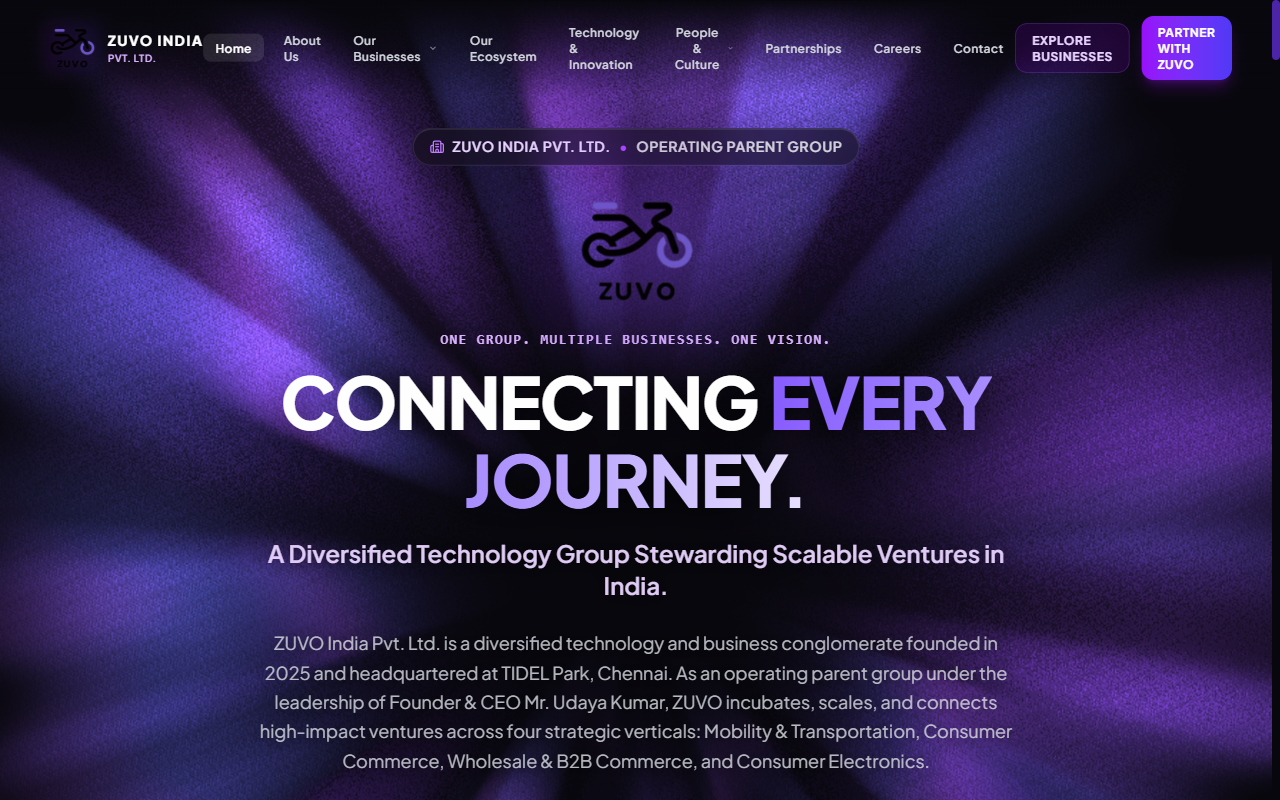 ZUVO
ZUVO INDIA
PVT. LTD.
Home
About
Us
Our
Businesses
Our
Ecosystem
Technology
&
Innovation
People
&
Culture
Partnerships
Careers
Contact
EXPLORE
BUSINESSES
PARTNER
WITH
ZUVO
ZUVO INDIA PVT. LTD. • OPERATING PARENT GROUP
ZUVO
ONE GROUP. MULTIPLE BUSINESSES. ONE VISION.
CONNECTING EVERY
JOURNEY.
A Diversified Technology Group Stewarding Scalable Ventures in
India.
ZUVO India Pvt. Ltd. is a diversified technology and business conglomerate founded in
2025 and headquartered at TIDEL Park, Chennai. As an operating parent group under the
leadership of Founder & CEO Mr. Udaya Kumar, ZUVO incubates, scales, and connects
high-impact ventures across four strategic verticals: Mobility & Transportation, Consumer
Commerce, Wholesale & B2B Commerce, and Consumer Electronics.